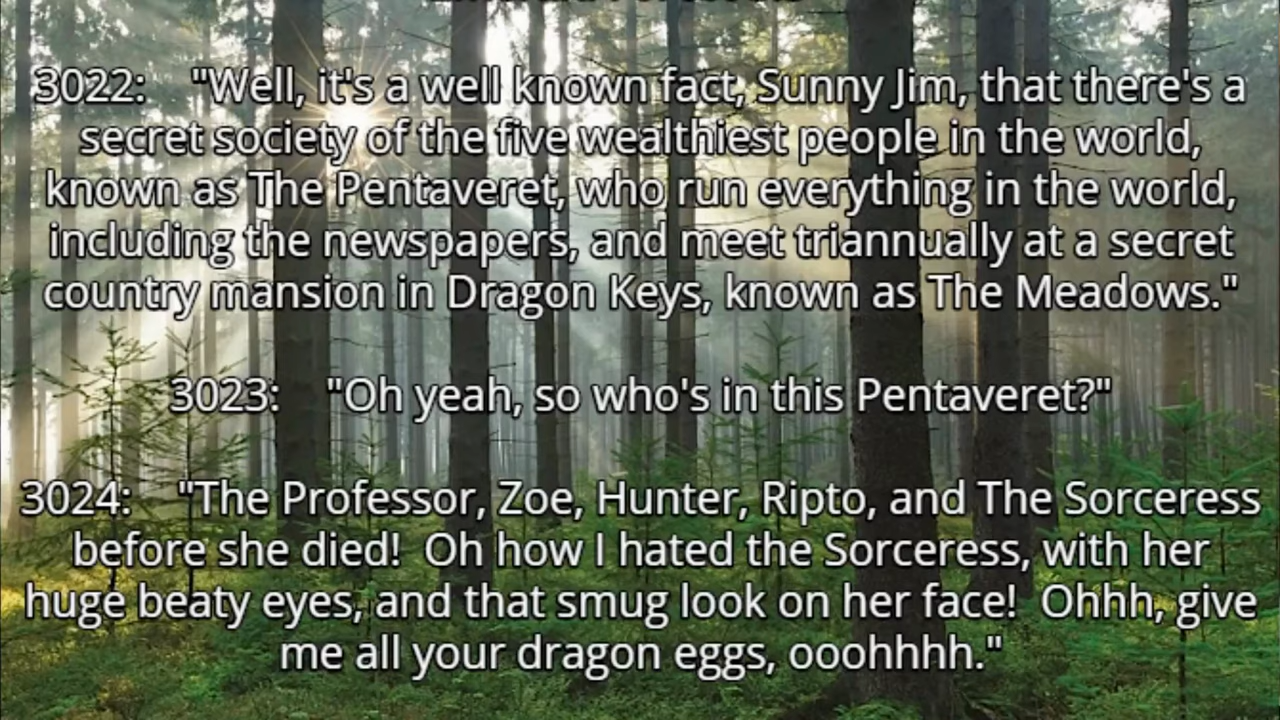 3022: "Well, it's a well known fact, Sunny Jim, that there's a
secret society of the five wealthiest people in the world,
known as The Pentaveret, who run everything in the world,
including the newspapers, and meet triannually at a secret
country mansion in Dragon Keys, known as The Meadows."
3023: "Oh yeah, so who's in this Pentaveret?"
3024: "The Professor, Zoe, Hunter, Ripto, and The Sorceress
before she died! Oh how I hated the Sorceress, with her
huge beaty eyes, and that smug look on her face! Ohhh, give
me all your dragon eggs, ooohhhh."